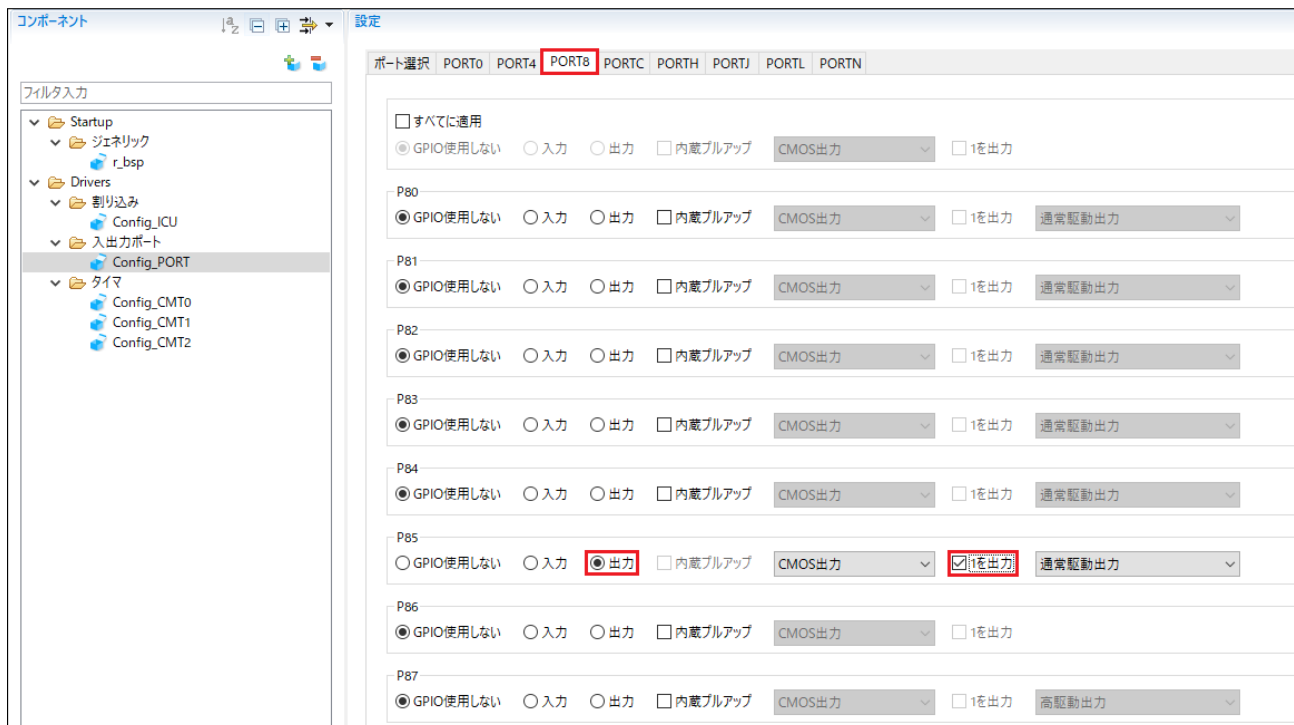 コンポーネント
設定
フィルタ入力
Startup
ジェネリック
r_bsp
Drivers
割り込み
Config_ICU
入出力ポート
Config_PORT
タイマ
Config_CMT0
Config_CMT1
Config_CMT2
ポート選択 PORT0 PORT4 PORT8 PORTC PORTH PORTJ PORTL PORTN
すべてに適用
GPIO使用しない 入力 出力 内蔵プルアップ CMOS出力 1を出力
P80
GPIO使用しない 入力 出力 内蔵プルアップ CMOS出力 1を出力 通常駆動出力
P81
GPIO使用しない 入力 出力 内蔵プルアップ CMOS出力 1を出力 通常駆動出力
P82
GPIO使用しない 入力 出力 内蔵プルアップ CMOS出力 1を出力 通常駆動出力
P83
GPIO使用しない 入力 出力 内蔵プルアップ CMOS出力 1を出力 通常駆動出力
P84
GPIO使用しない 入力 出力 内蔵プルアップ CMOS出力 1を出力 通常駆動出力
P85
GPIO使用しない 入力 出力 内蔵プルアップ CMOS出力 1を出力 通常駆動出力
P86
GPIO使用しない 入力 出力 内蔵プルアップ CMOS出力 1を出力
P87
GPIO使用しない 入力 出力 内蔵プルアップ CMOS出力 1を出力 高駆動出力